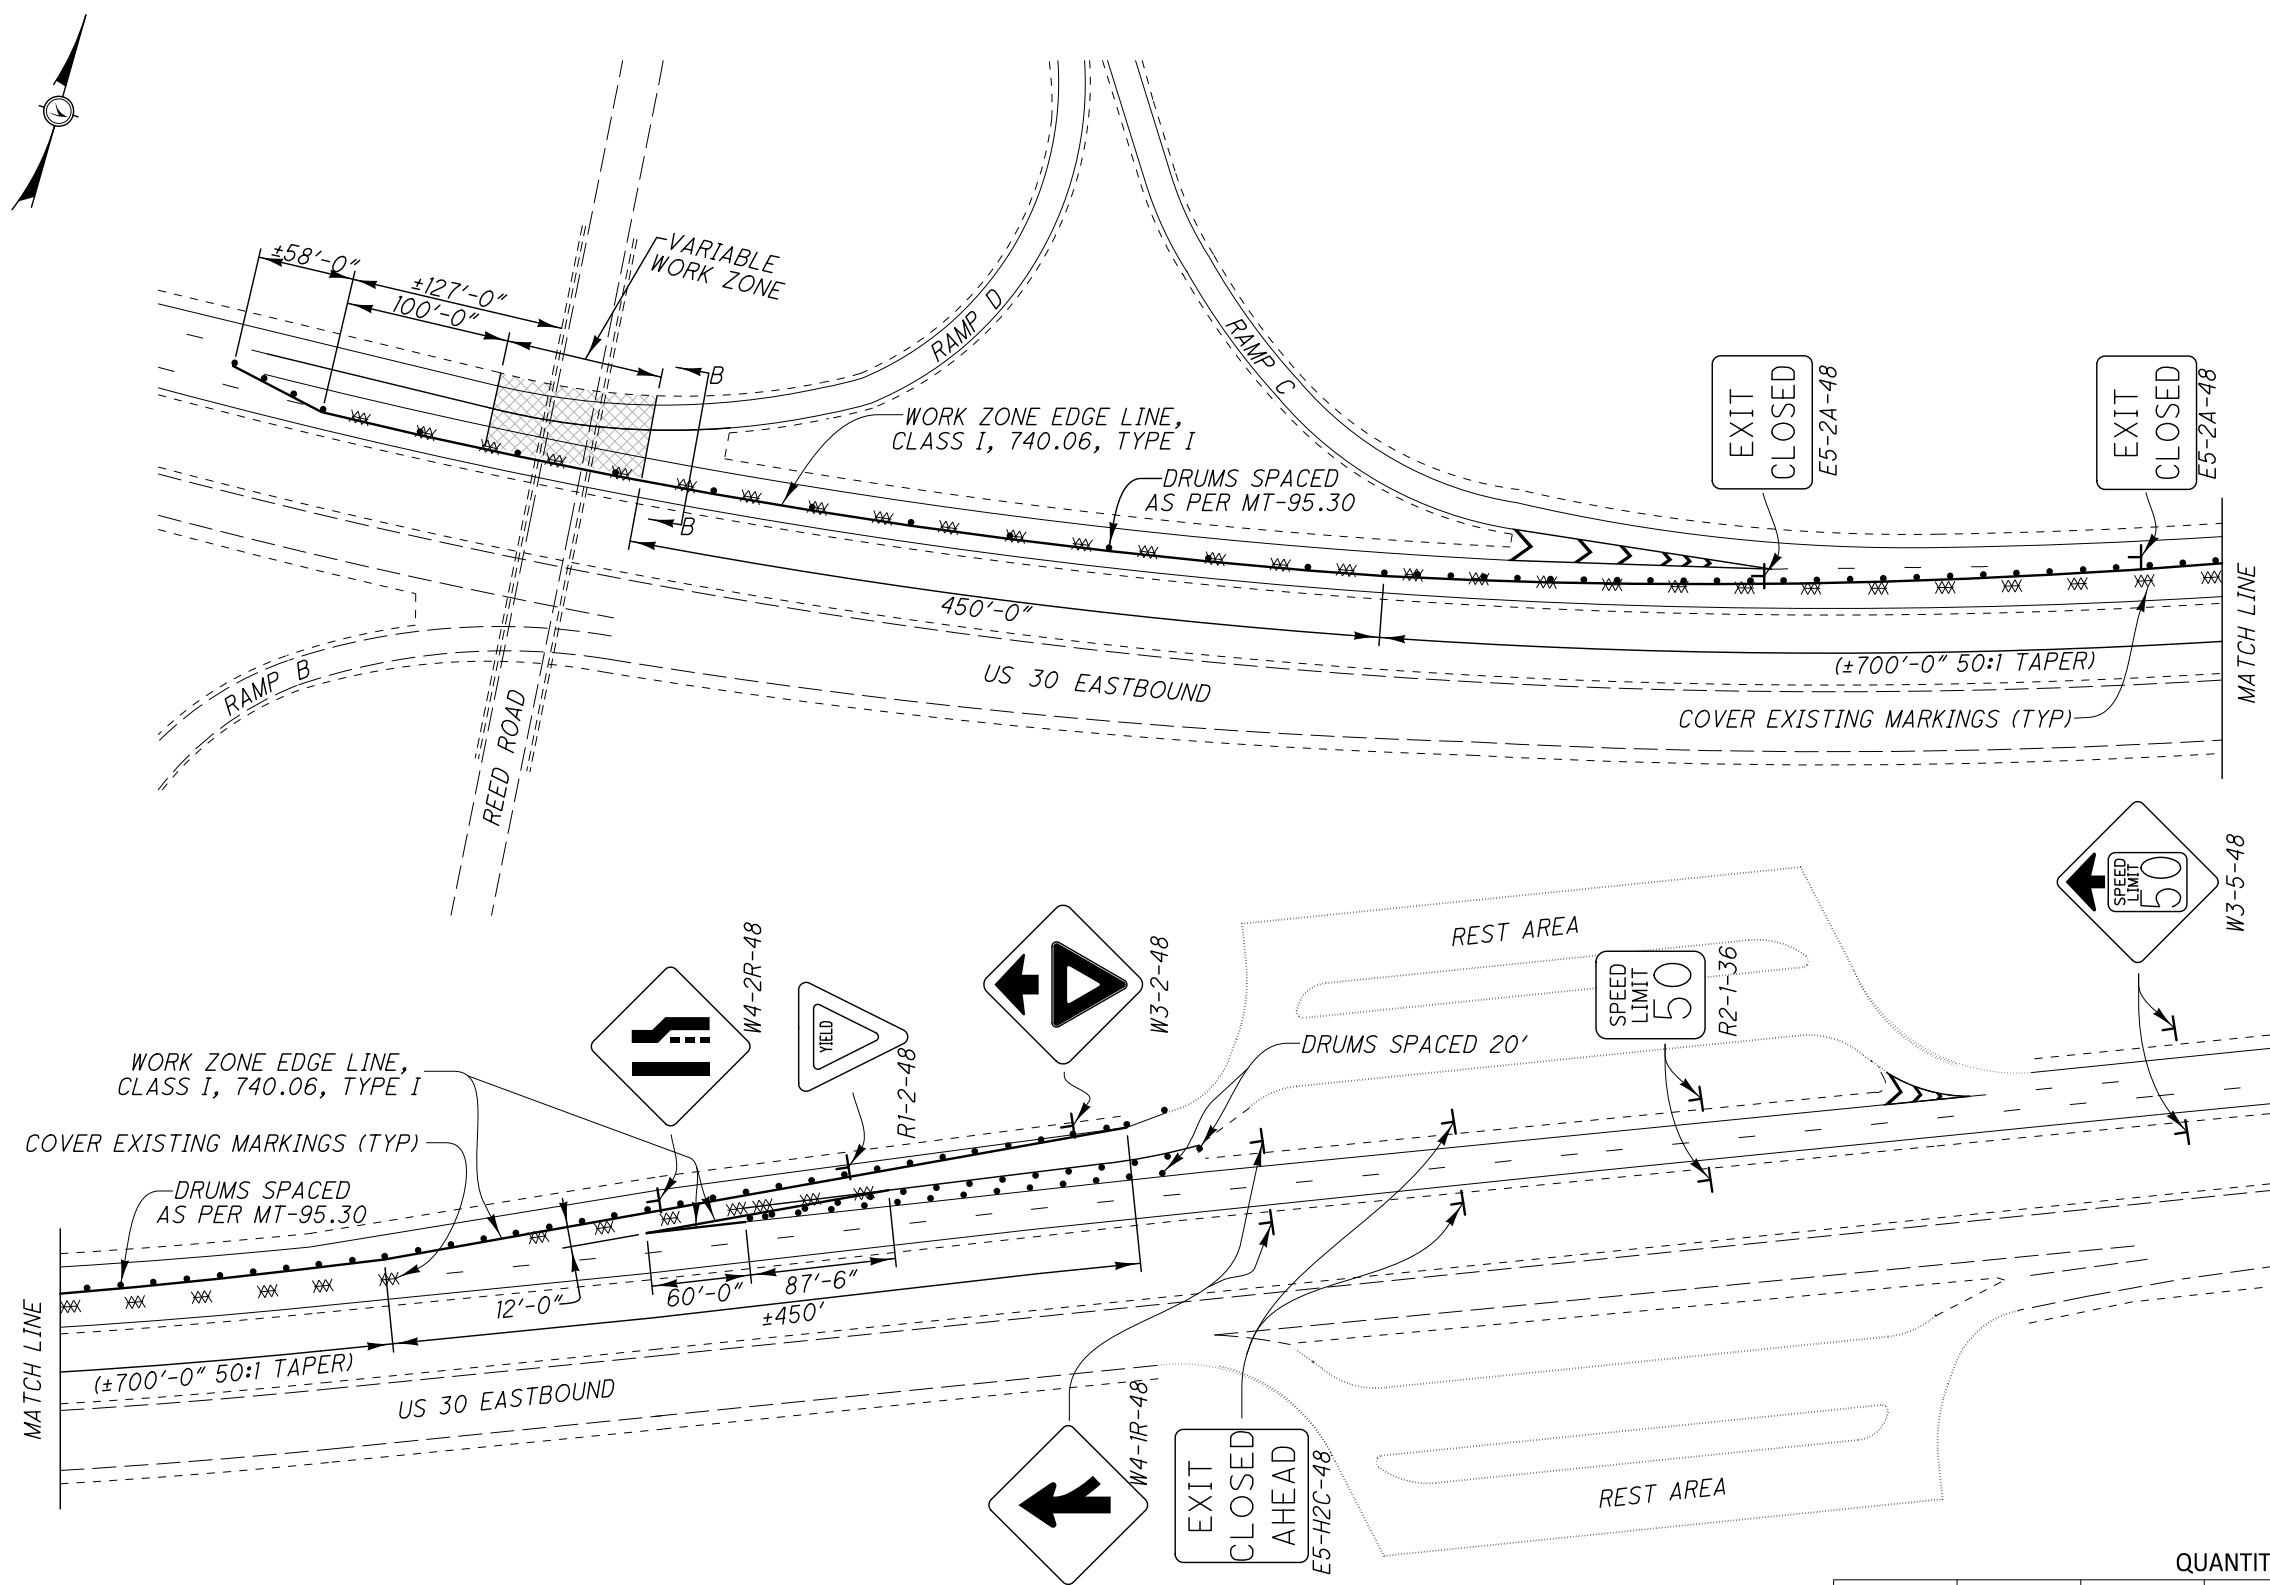 ±58'-0"
±127'-0"
100'-0"
VARIABLE
WORK ZONE
B
B
RAMP D
RAMP C
WORK ZONE EDGE LINE,
CLASS I, 740.06, TYPE I
DRUMS SPACED
AS PER MT-95.30
EXIT
CLOSED
E5-2A-48
EXIT
CLOSED
E5-2A-48
450'-0"
(±700'-0" 50:1 TAPER)
MATCH LINE
RAMP B
REED ROAD
US 30 EASTBOUND
COVER EXISTING MARKINGS (TYP)
SPEED
LIMIT
50
W3-5-48
REST AREA
W4-2R-48
YIELD
R1-2-48
W3-2-48
SPEED
LIMIT
50
R2-1-36
DRUMS SPACED 20'
WORK ZONE EDGE LINE,
CLASS I, 740.06, TYPE I
COVER EXISTING MARKINGS (TYP)
DRUMS SPACED
AS PER MT-95.30
12'-0"
60'-0"
87'-6"
±450'
MATCH LINE
(±700'-0" 50:1 TAPER)
US 30 EASTBOUND
W4-1R-48
EXIT
CLOSED
AHEAD
E5-H2C-48
REST AREA
QUANTIT